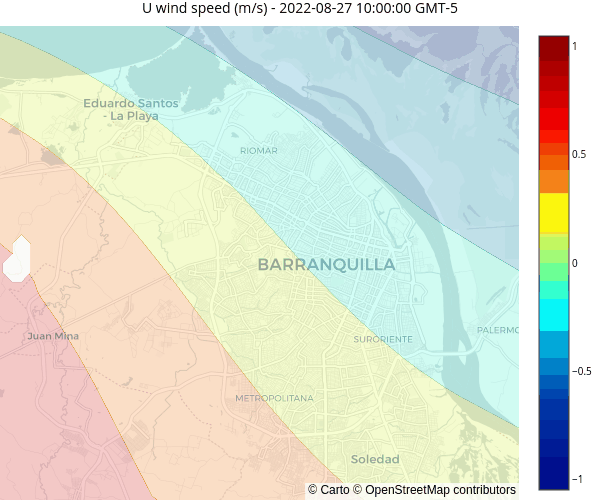 U wind speed (m/s) - 2022-08-27 10:00:00 GMT-5
Eduardo Santos
- La Playa
RIOMAR
BARRANQUILLA
Juan Mina
SURORIENTE
PALERMO
METROPOLITANA
Soledad
© Carto © OpenStreetMap contributors
1
0.5
0
−0.5
−1